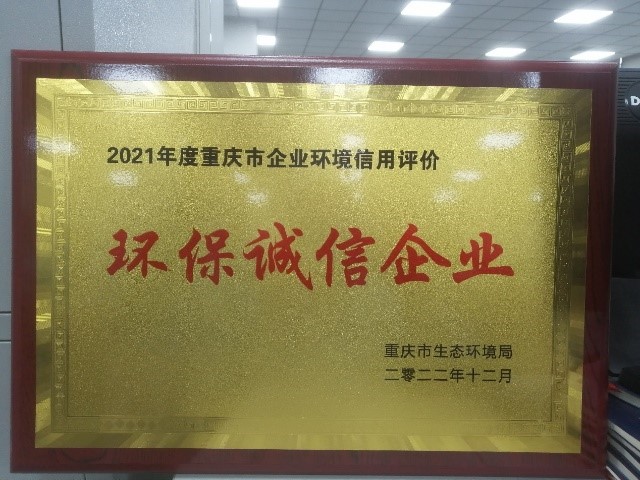 2021年度重庆市企业环境信用评价
环保诚信企业
重庆市生态环境局
二零二二年十二月